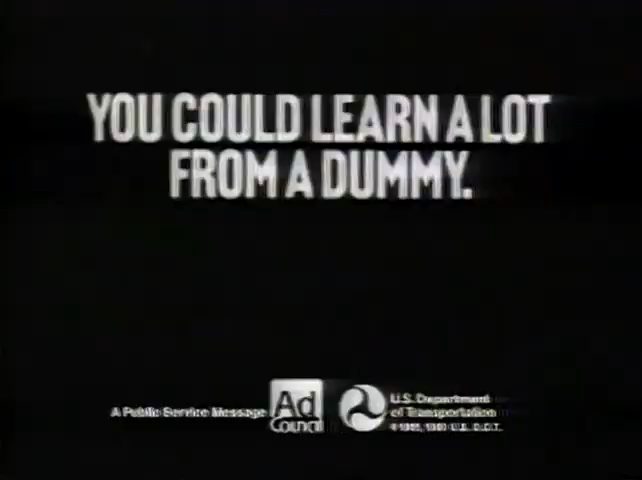 YOU COULD LEARN A LOT
FROM A DUMMY.
A Public Service Message
Ad
Council
U.S. Department
of Transportation
U.S. D.O.T.